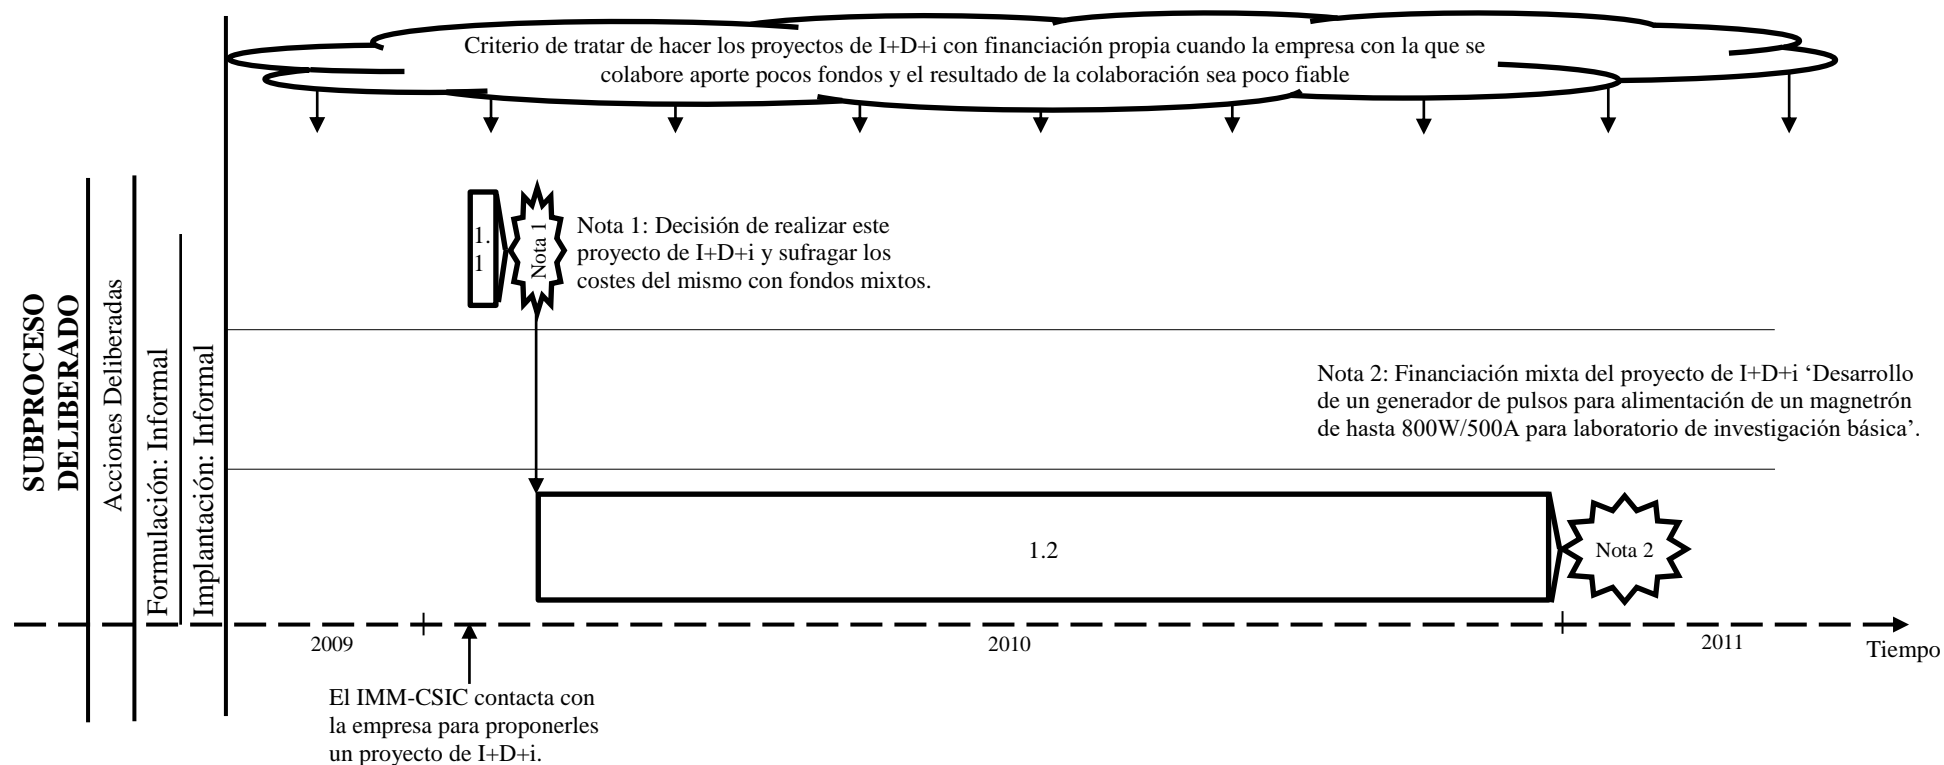 Criterio de tratar de hacer los proyectos de I+D+i con financiación propia cuando la empresa con la que se
colabore aporte pocos fondos y el resultado de la colaboración sea poco fiable
SUBPROCESO
DELIBERADO
Acciones Deliberadas
Formulación: Informal
Implantación: Informal
1.
1
Nota 1
Nota 1: Decisión de realizar este
proyecto de I+D+i y sufragar los
costes del mismo con fondos mixtos.
Nota 2: Financiación mixta del proyecto de I+D+i ‘Desarrollo
de un generador de pulsos para alimentación de un magnetrón
de hasta 800W/500A para laboratorio de investigación básica’.
1.2
Nota 2
2009
2010
2011
Tiempo
El IMM-CSIC contacta con
la empresa para proponerles
un proyecto de I+D+i.